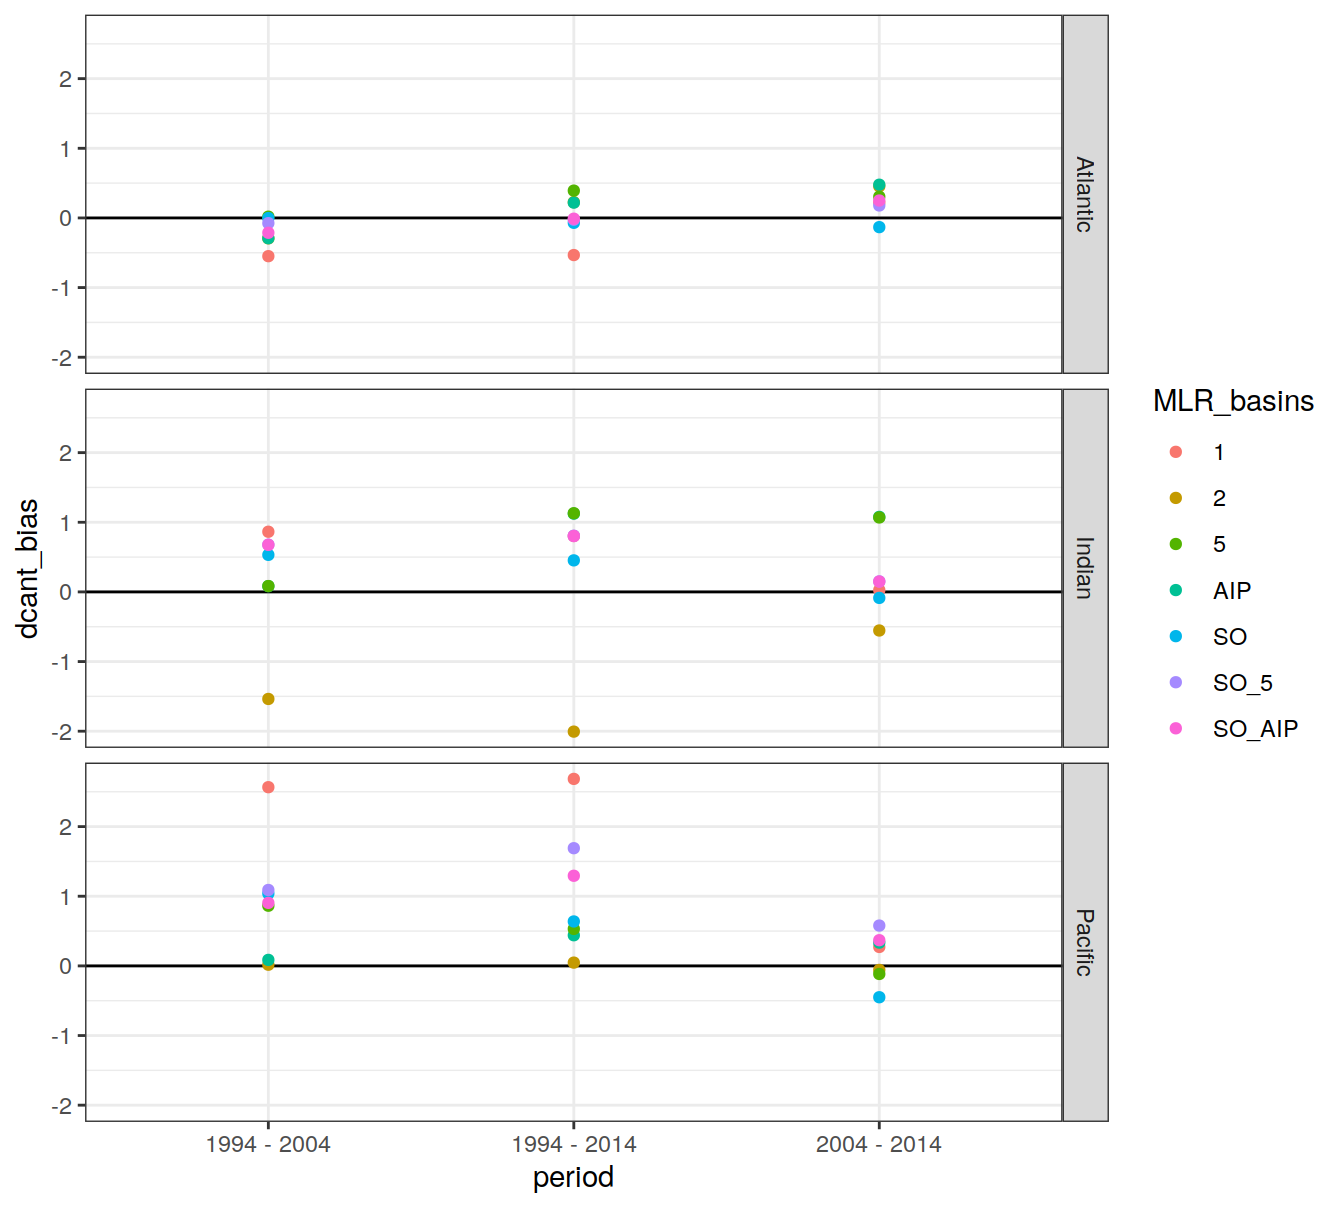 2
1
0
-1
-2
Atlantic
2
1
0
-1
-2
Indian
2
1
0
-1
-2
Pacific
dcant_bias
1994 - 2004
1994 - 2014
2004 - 2014
period
MLR_basins
1
2
5
AIP
SO
SO_5
SO_AIP